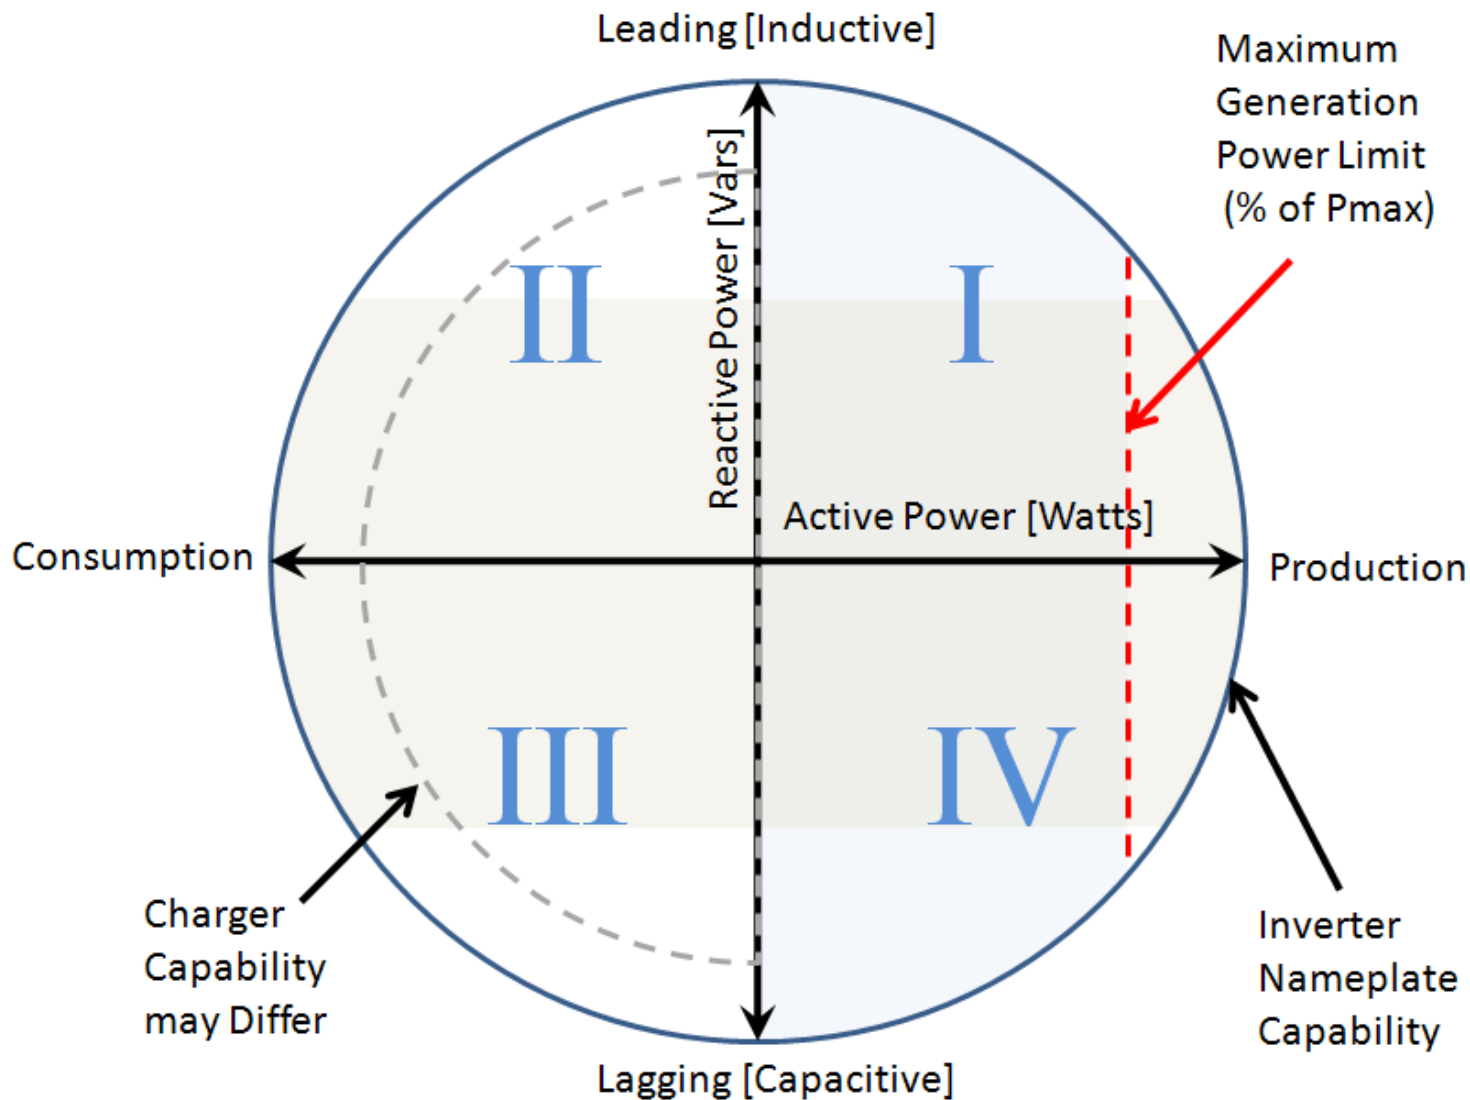 Leading [Inductive]
Maximum
Generation
Power Limit
(% of Pmax)
Reactive Power [Vars]
II
I
Active Power [Watts]
Consumption
Production
III
IV
Charger
Capability
may Differ
Inverter
Nameplate
Capability
Lagging [Capacitive]